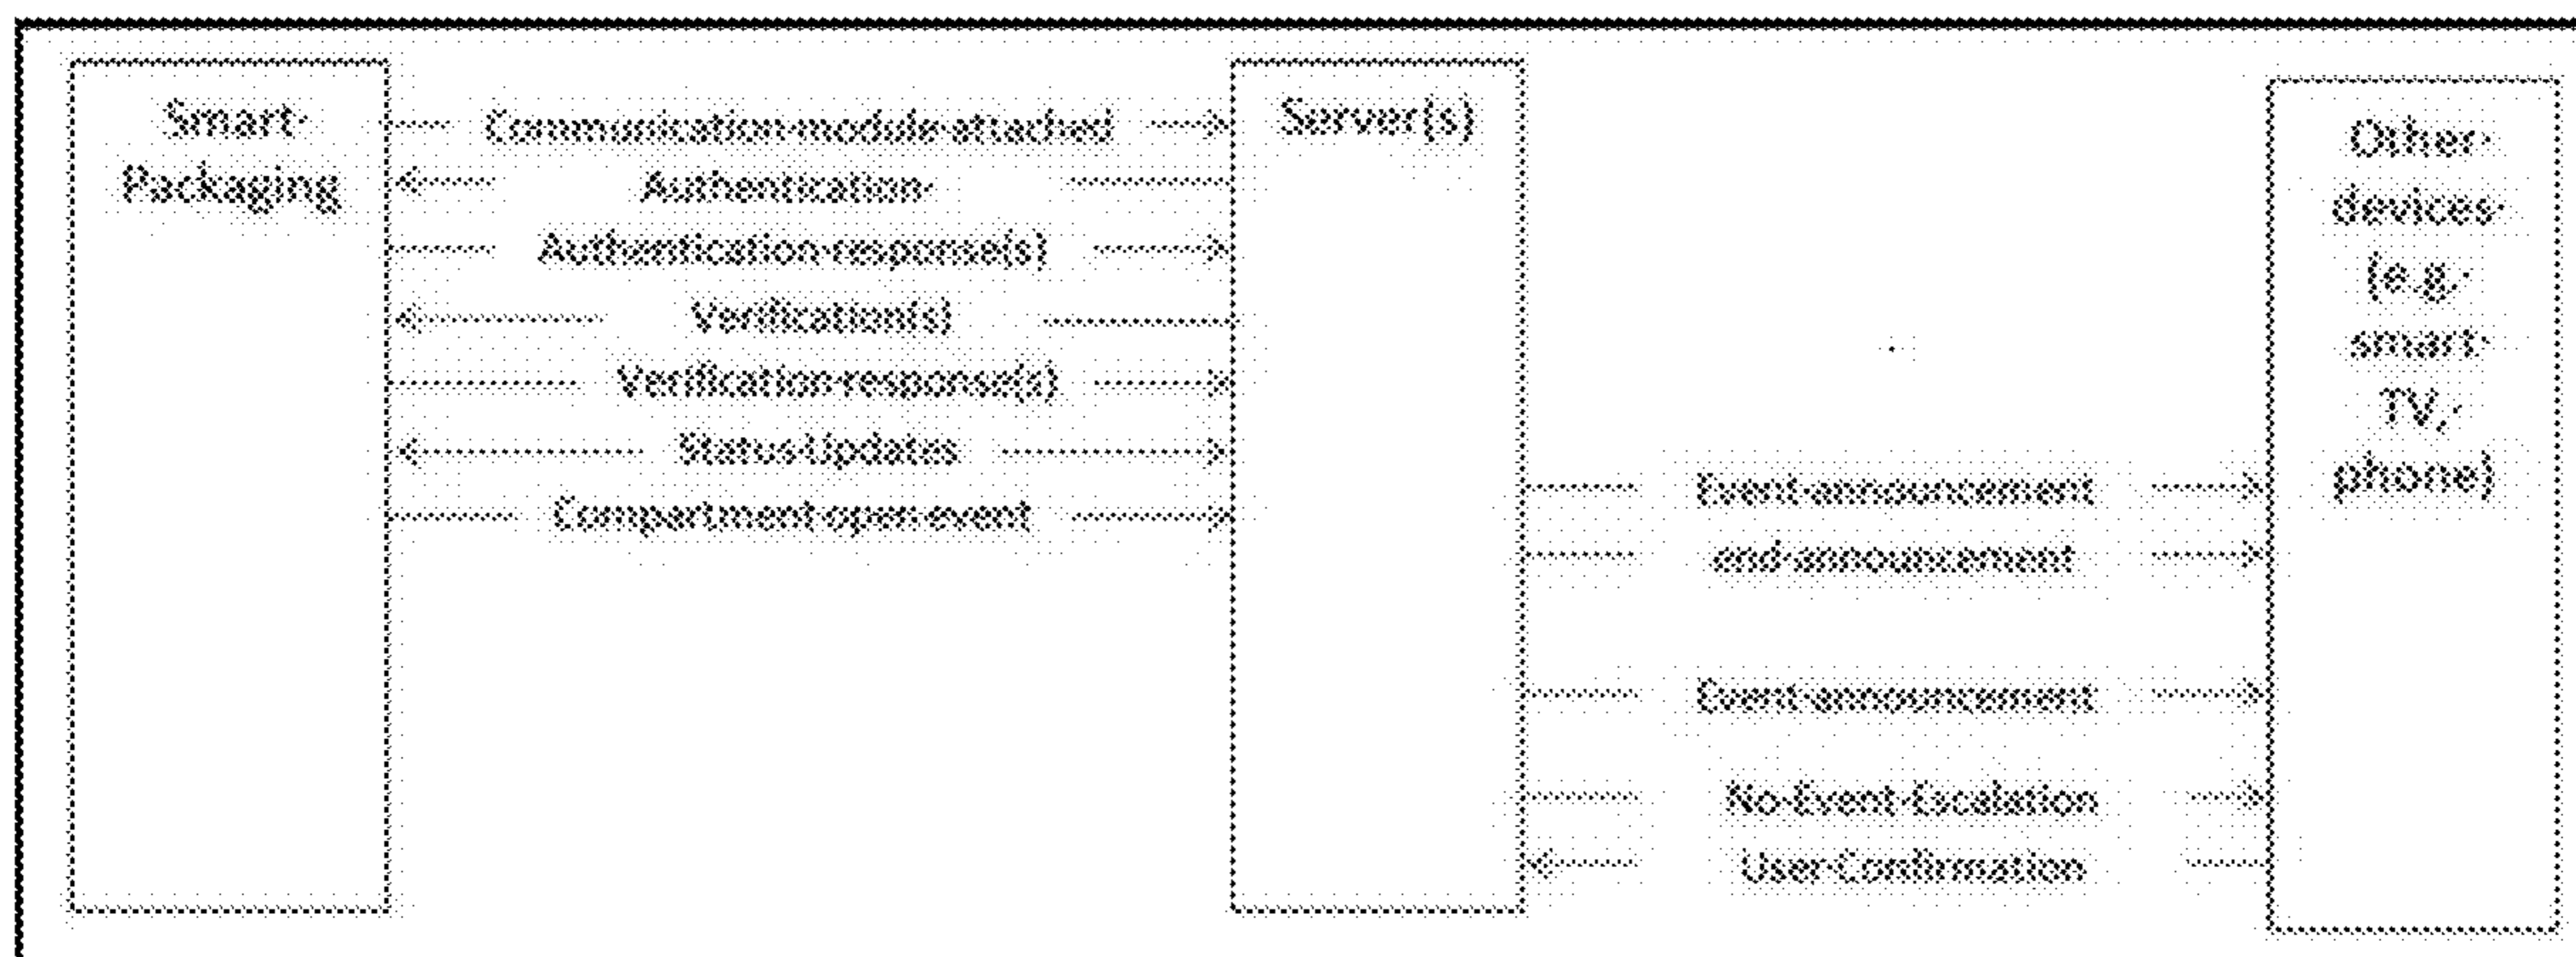 Smart
Packaging
Communication module attached
Authentication
Authentication response(s)
Verification(s)
Verification response(s)
Status Updates
Compartment open event
Server(s)
Event announcement
end announcement
Event announcement
No Event Escalation
User Confirmation
Other
devices
(e.g.
smart
TV,
phone)